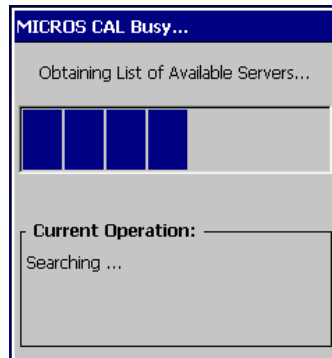 MICROS CAL Busy...
Obtaining List of Available Servers...
Current Operation:
Searching ...